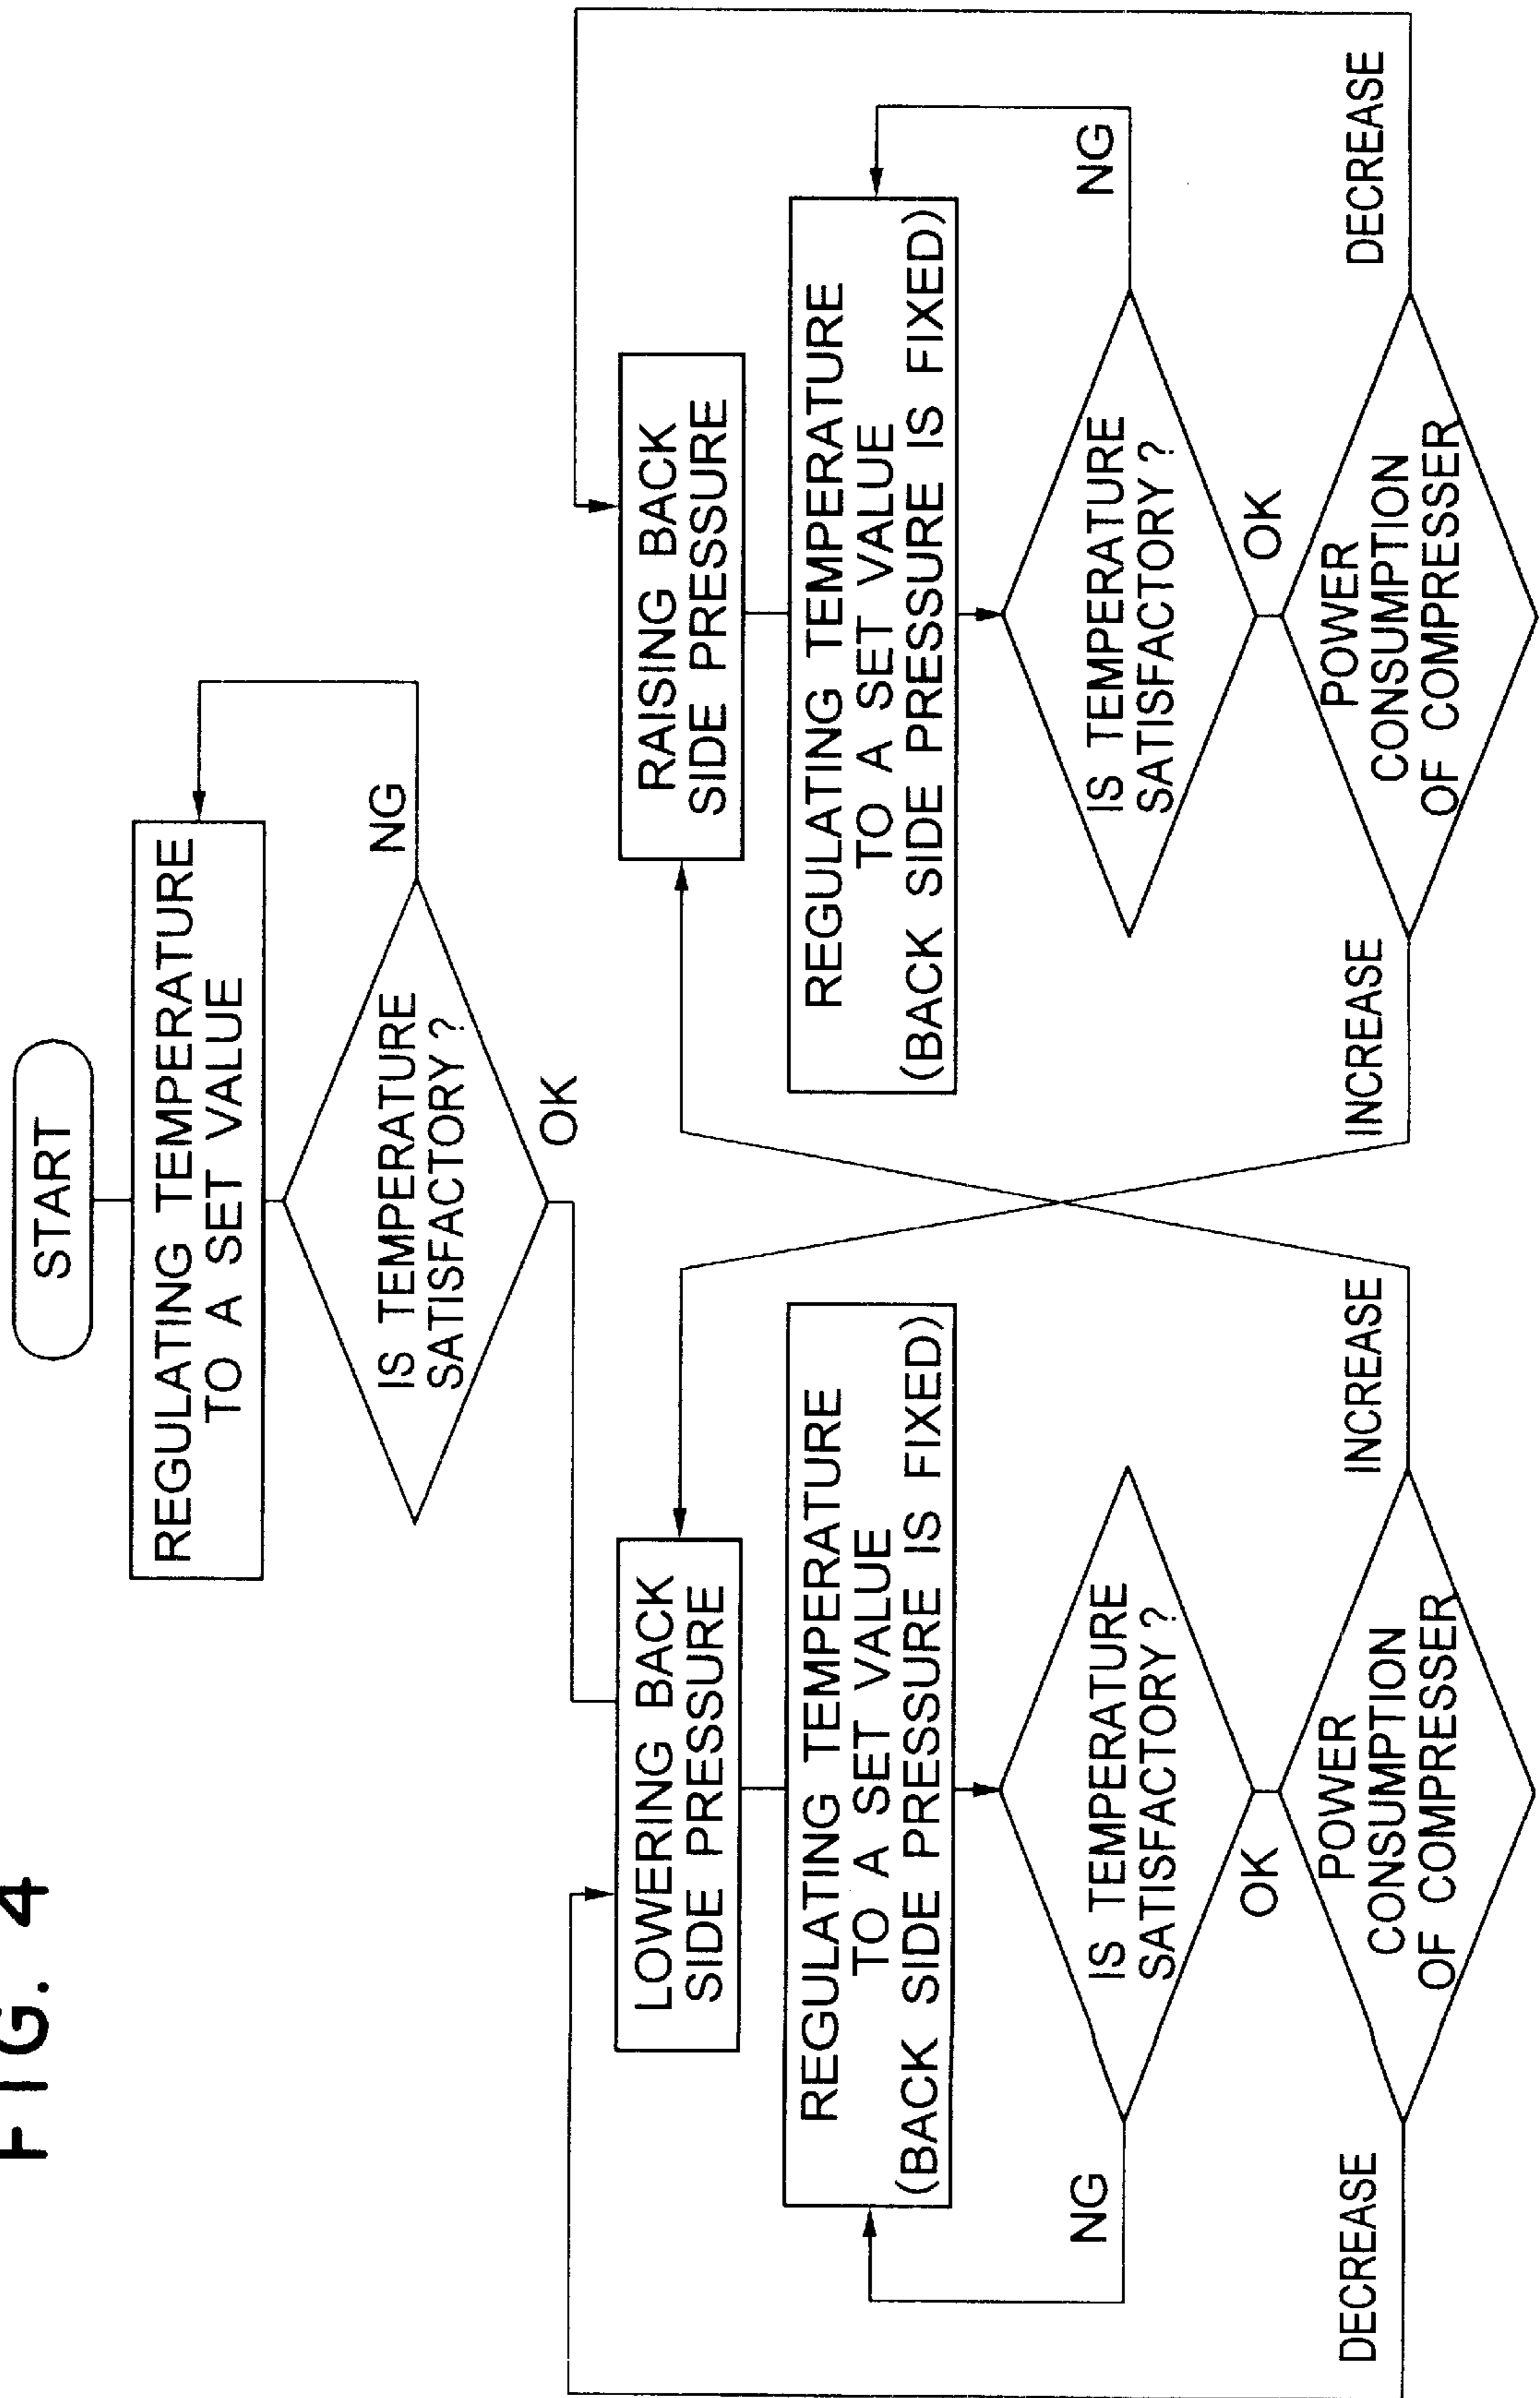 FIG. 4
START
REGULATING TEMPERATURE
TO A SET VALUE
IS TEMPERATURE
SATISFACTORY?
NG
OK
LOWERING BACK
SIDE PRESSURE
REGULATING TEMPERATURE
TO A SET VALUE
(BACK SIDE PRESSURE IS FIXED)
IS TEMPERATURE
SATISFACTORY?
NG
OK
POWER
CONSUMPTION
OF COMPRESSER
DECREASE
INCREASE
RAISING BACK
SIDE PRESSURE
REGULATING TEMPERATURE
TO A SET VALUE
(BACK SIDE PRESSURE IS FIXED)
IS TEMPERATURE
SATISFACTORY?
NG
OK
POWER
CONSUMPTION
OF COMPRESSER
INCREASE
DECREASE